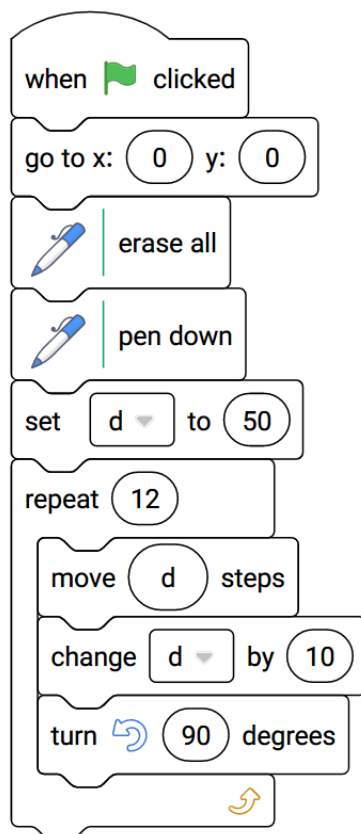 when clicked
go to x: 0 y: 0
erase all
pen down
set d to 50
repeat 12
move d steps
change d by 10
turn 90 degrees